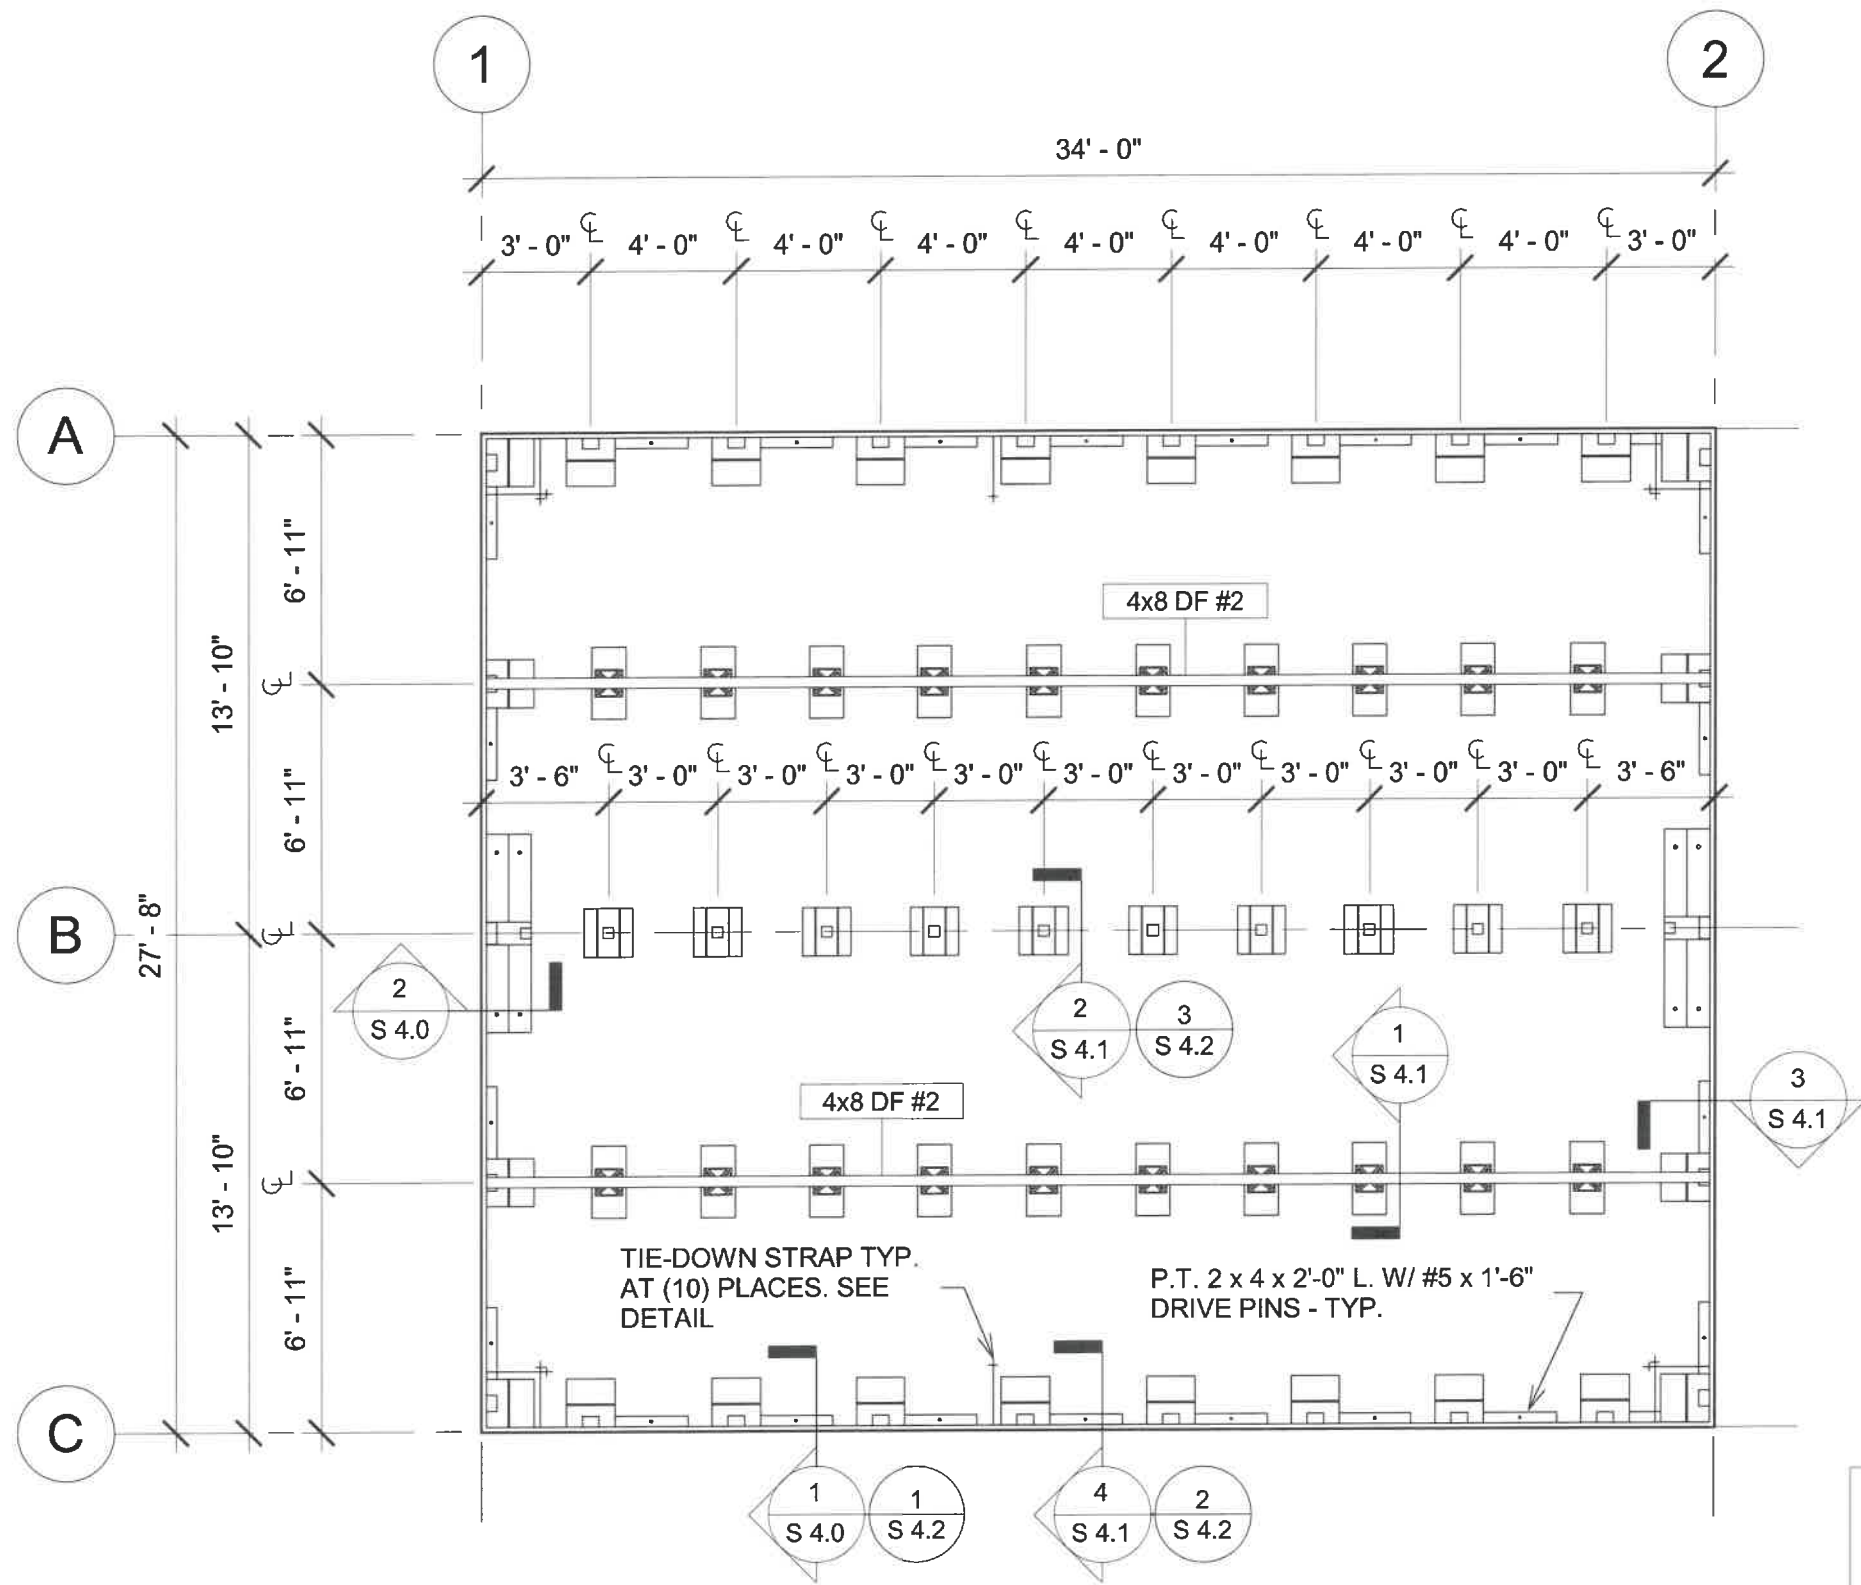 1
2
34' - 0"
3' - 0" ℄ 4' - 0" ℄ 4' - 0" ℄ 4' - 0" ℄ 4' - 0" ℄ 4' - 0" ℄ 4' - 0" ℄ 4' - 0" ℄ 3' - 0"
A
6' - 11"
4x8 DF #2
13' - 10"
℄
6' - 11"
3' - 6" ℄ 3' - 0" ℄ 3' - 0" ℄ 3' - 0" ℄ 3' - 0" ℄ 3' - 0" ℄ 3' - 0" ℄ 3' - 0" ℄ 3' - 0" ℄ 3' - 0" ℄ 3' - 6"
B
27' - 8"
℄
2
S 4.0
2
S 4.1
3
S 4.2
1
S 4.1
3
S 4.1
6' - 11"
4x8 DF #2
13' - 10"
℄
6' - 11"
TIE-DOWN STRAP TYP.
AT (10) PLACES. SEE
DETAIL
P.T. 2 x 4 x 2'-0" L. W/ #5 x 1'-6"
DRIVE PINS - TYP.
C
1
S 4.0
1
S 4.2
4
S 4.1
2
S 4.2